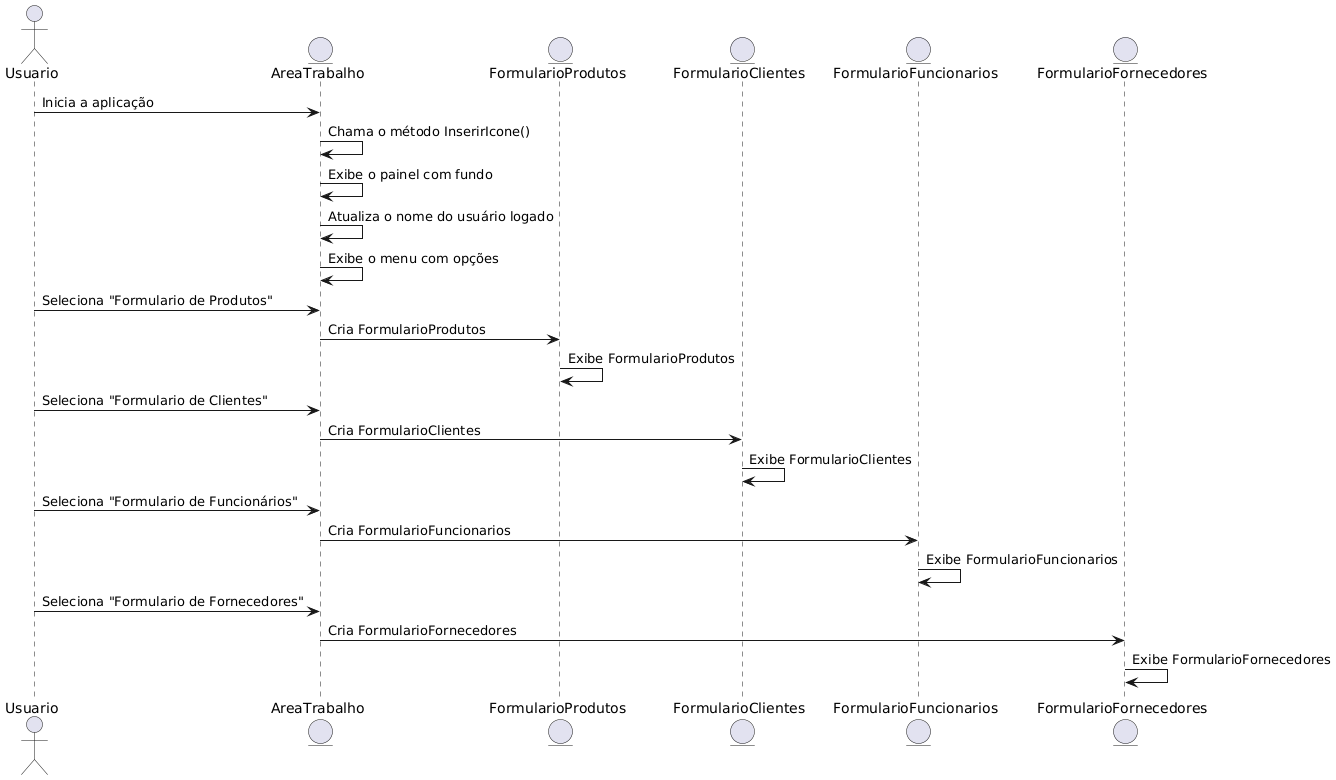 Usuario
AreaTrabalho
FormularioProdutos
FormularioClientes
FormularioFuncionarios
FormularioFornecedores
Inicia a aplicação
Chama o método InserirIcone()
Exibe o painel com fundo
Atualiza o nome do usuário logado
Exibe o menu com opções
Seleciona "Formulario de Produtos"
Cria FormularioProdutos
Exibe FormularioProdutos
Seleciona "Formulario de Clientes"
Cria FormularioClientes
Exibe FormularioClientes
Seleciona "Formulario de Funcionários"
Cria FormularioFuncionarios
Exibe FormularioFuncionarios
Seleciona "Formulario de Fornecedores"
Cria FormularioFornecedores
Exibe FormularioFornecedores
Usuario
AreaTrabalho
FormularioProdutos
FormularioClientes
FormularioFuncionarios
FormularioFornecedores